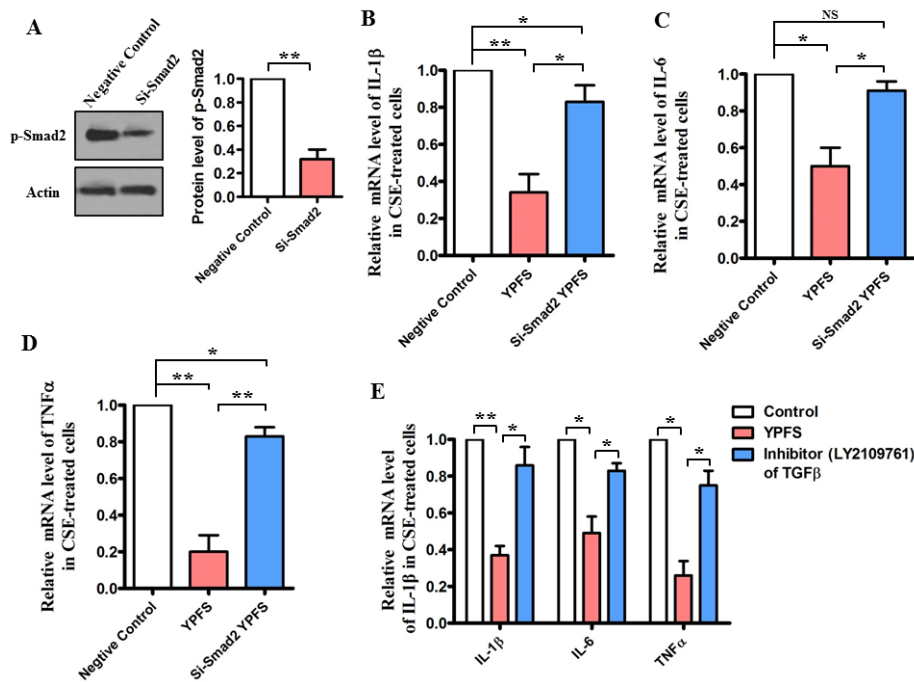 A
Negative Control
Si-Smad2
p-Smad2
Actin
Protein level of p-Smad2
**
1.0
0.8
0.6
0.4
0.2
0.0
Negative Control
Si-Smad2
B
Relative mRNA level of IL-1β
in CSE-treated cells
*
**
*
1.0
0.8
0.6
0.4
0.2
0.0
Negtive Control
YPFS
Si-Smad2 YPFS
C
Relative mRNA level of IL-6
in CSE-treated cells
NS
*
*
1.0
0.8
0.6
0.4
0.2
0.0
Negtive Control
YPFS
Si-Smad2 YPFS
D
Relative mRNA level of TNFα
in CSE-treated cells
*
**
**
1.0
0.8
0.6
0.4
0.2
0.0
Negtive Control
YPFS
Si-Smad2 YPFS
E
Relative mRNA level
of IL-1β in CSE-treated cells
** * * * * *
1.0
0.8
0.6
0.4
0.2
0.0
IL-1β
IL-6
TNFα
Control
YPFS
Inhibitor (LY2109761)
of TGFβ